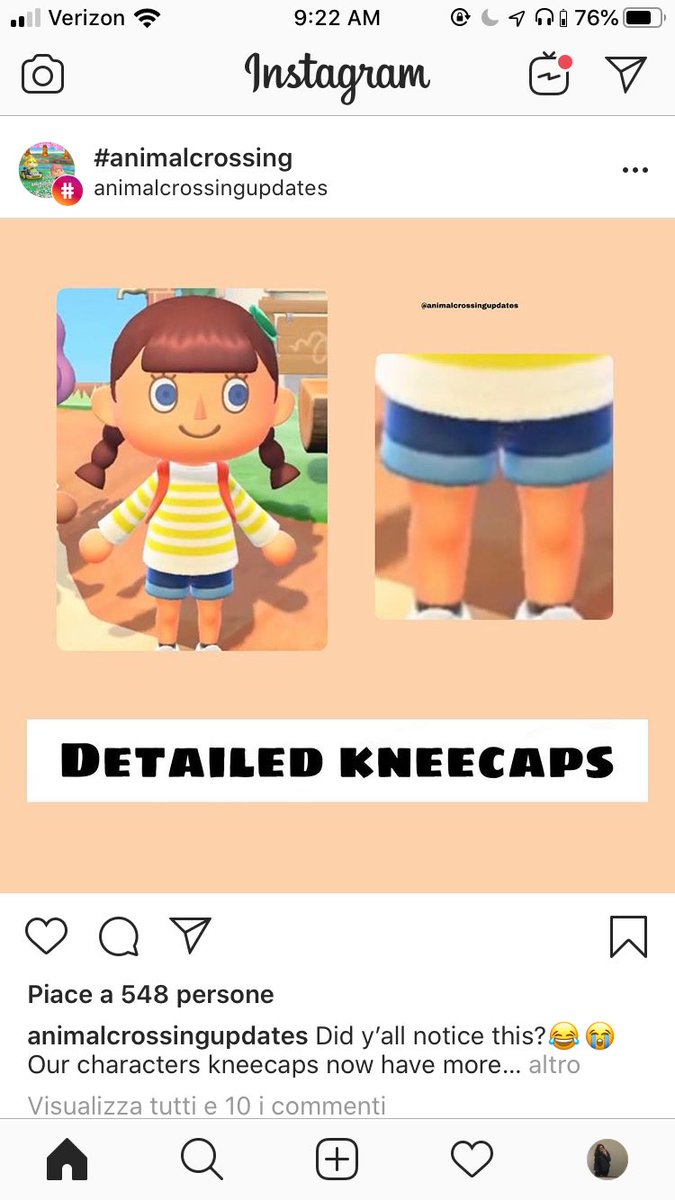 Verizon 9:22 AM 76%
Instagram
#animalcrossing
animalcrossingupdates
@animalcrossingupdates
DETAILED KNEECAPS
Piace a 548 persone
animalcrossingupdates Did y’all notice this?😂😭
Our characters kneecaps now have more... altro
Visualizza tutti e 10 i commenti